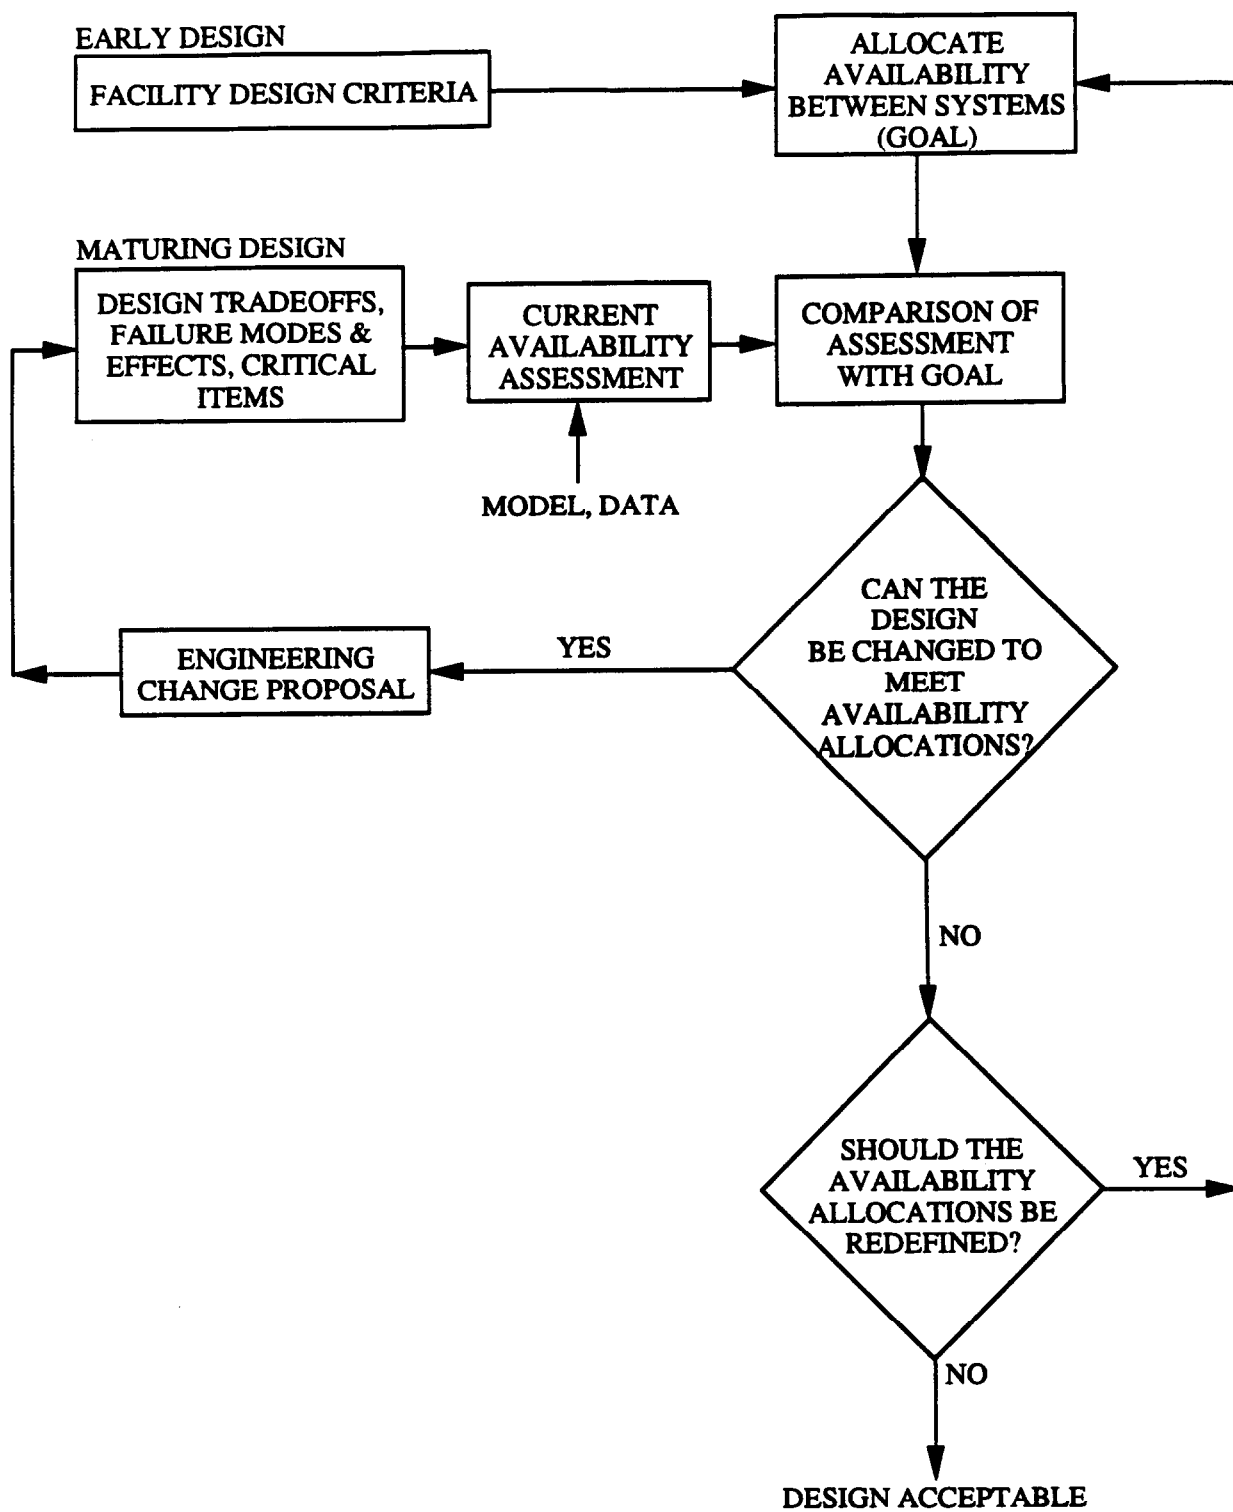 EARLY DESIGN
FACILITY DESIGN CRITERIA
ALLOCATE
AVAILABILITY
BETWEEN SYSTEMS
(GOAL)
MATURING DESIGN
DESIGN TRADEOFFS,
FAILURE MODES &
EFFECTS, CRITICAL
ITEMS
CURRENT
AVAILABILITY
ASSESSMENT
COMPARISON OF
ASSESSMENT
WITH GOAL
MODEL, DATA
CAN THE
DESIGN
BE CHANGED TO
MEET
AVAILABILITY
ALLOCATIONS?
YES
ENGINEERING
CHANGE PROPOSAL
NO
SHOULD THE
AVAILABILITY
ALLOCATIONS BE
REDEFINED?
YES
NO
DESIGN ACCEPTABLE